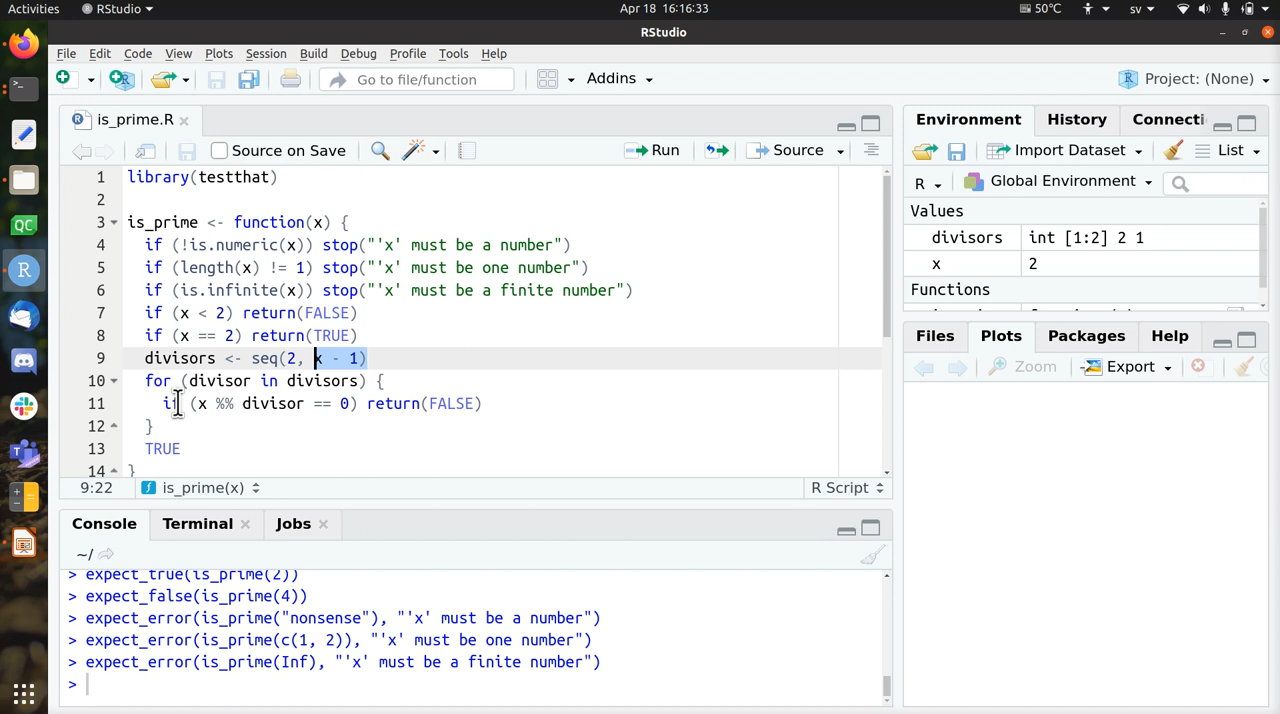 Activities RStudio Apr 18 16:16:33 50°C sv
RStudio
File Edit Code View Plots Session Build Debug Profile Tools Help
Go to file/function Addins Project: (None)
is_prime.R
Source on Save Run Source
1 library(testthat)
2
3 is_prime <- function(x) {
4 if (!is.numeric(x)) stop("'x' must be a number")
5 if (length(x) != 1) stop("'x' must be one number")
6 if (is.infinite(x)) stop("'x' must be a finite number")
7 if (x < 2) return(FALSE)
8 if (x == 2) return(TRUE)
9 divisors <- seq(2, x - 1)
10 for (divisor in divisors) {
11 if (x %% divisor == 0) return(FALSE)
12 }
13 TRUE
14 }
9:22 is_prime(x) R Script
Console Terminal Jobs
~/
> expect_true(is_prime(2))
> expect_false(is_prime(4))
> expect_error(is_prime("nonsense"), "'x' must be a number")
> expect_error(is_prime(c(1, 2)), "'x' must be one number")
> expect_error(is_prime(Inf), "'x' must be a finite number")
>
Environment History Connecti
Import Dataset List
R Global Environment
Values
divisors int [1:2] 2 1
x 2
Functions
Files Plots Packages Help
Zoom Export
QC
R